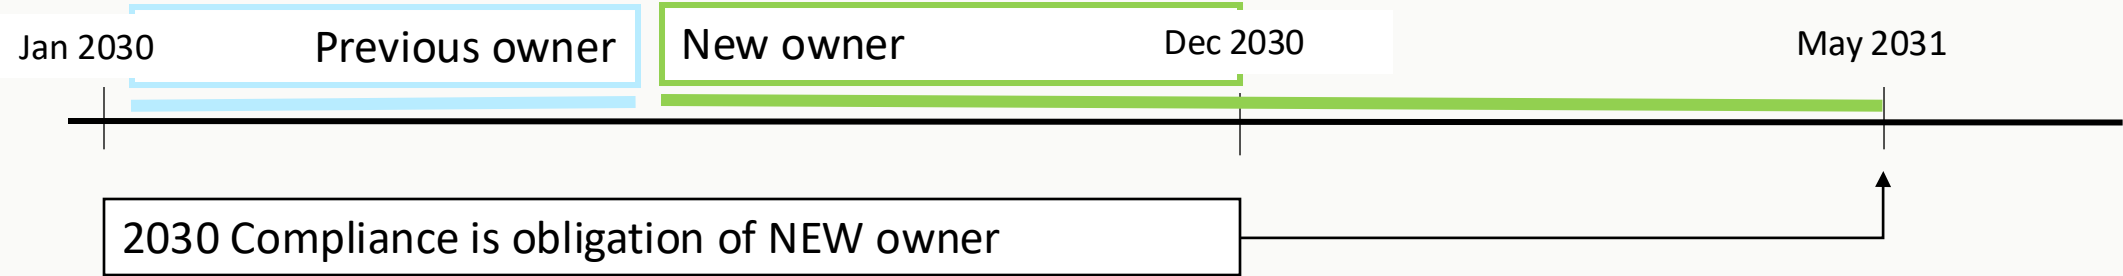 Jan 2030
Previous owner
New owner
Dec 2030
May 2031
2030 Compliance is obligation of NEW owner